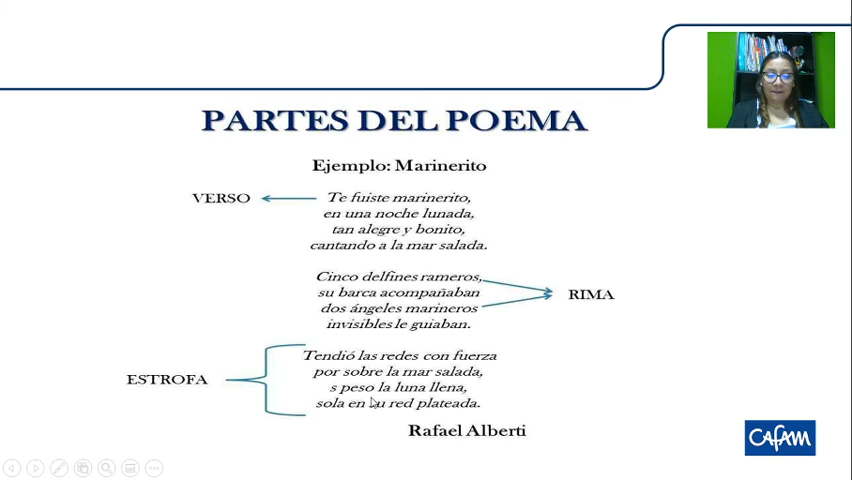 PARTES DEL POEMA
Ejemplo: Marinerito
VERSO
Te fuiste marinerito,
en una noche lunada,
tan alegre y bonito,
cantando a la mar salada.
Cinco delfines rameros,
su barca acompañaban
dos ángeles marineros
invisibles le guiaban.
RIMA
ESTROFA
Tendió las redes con fuerza
por sobre la mar salada,
s peso la luna llena,
sola en su red plateada.
Rafael Alberti
CAFAM